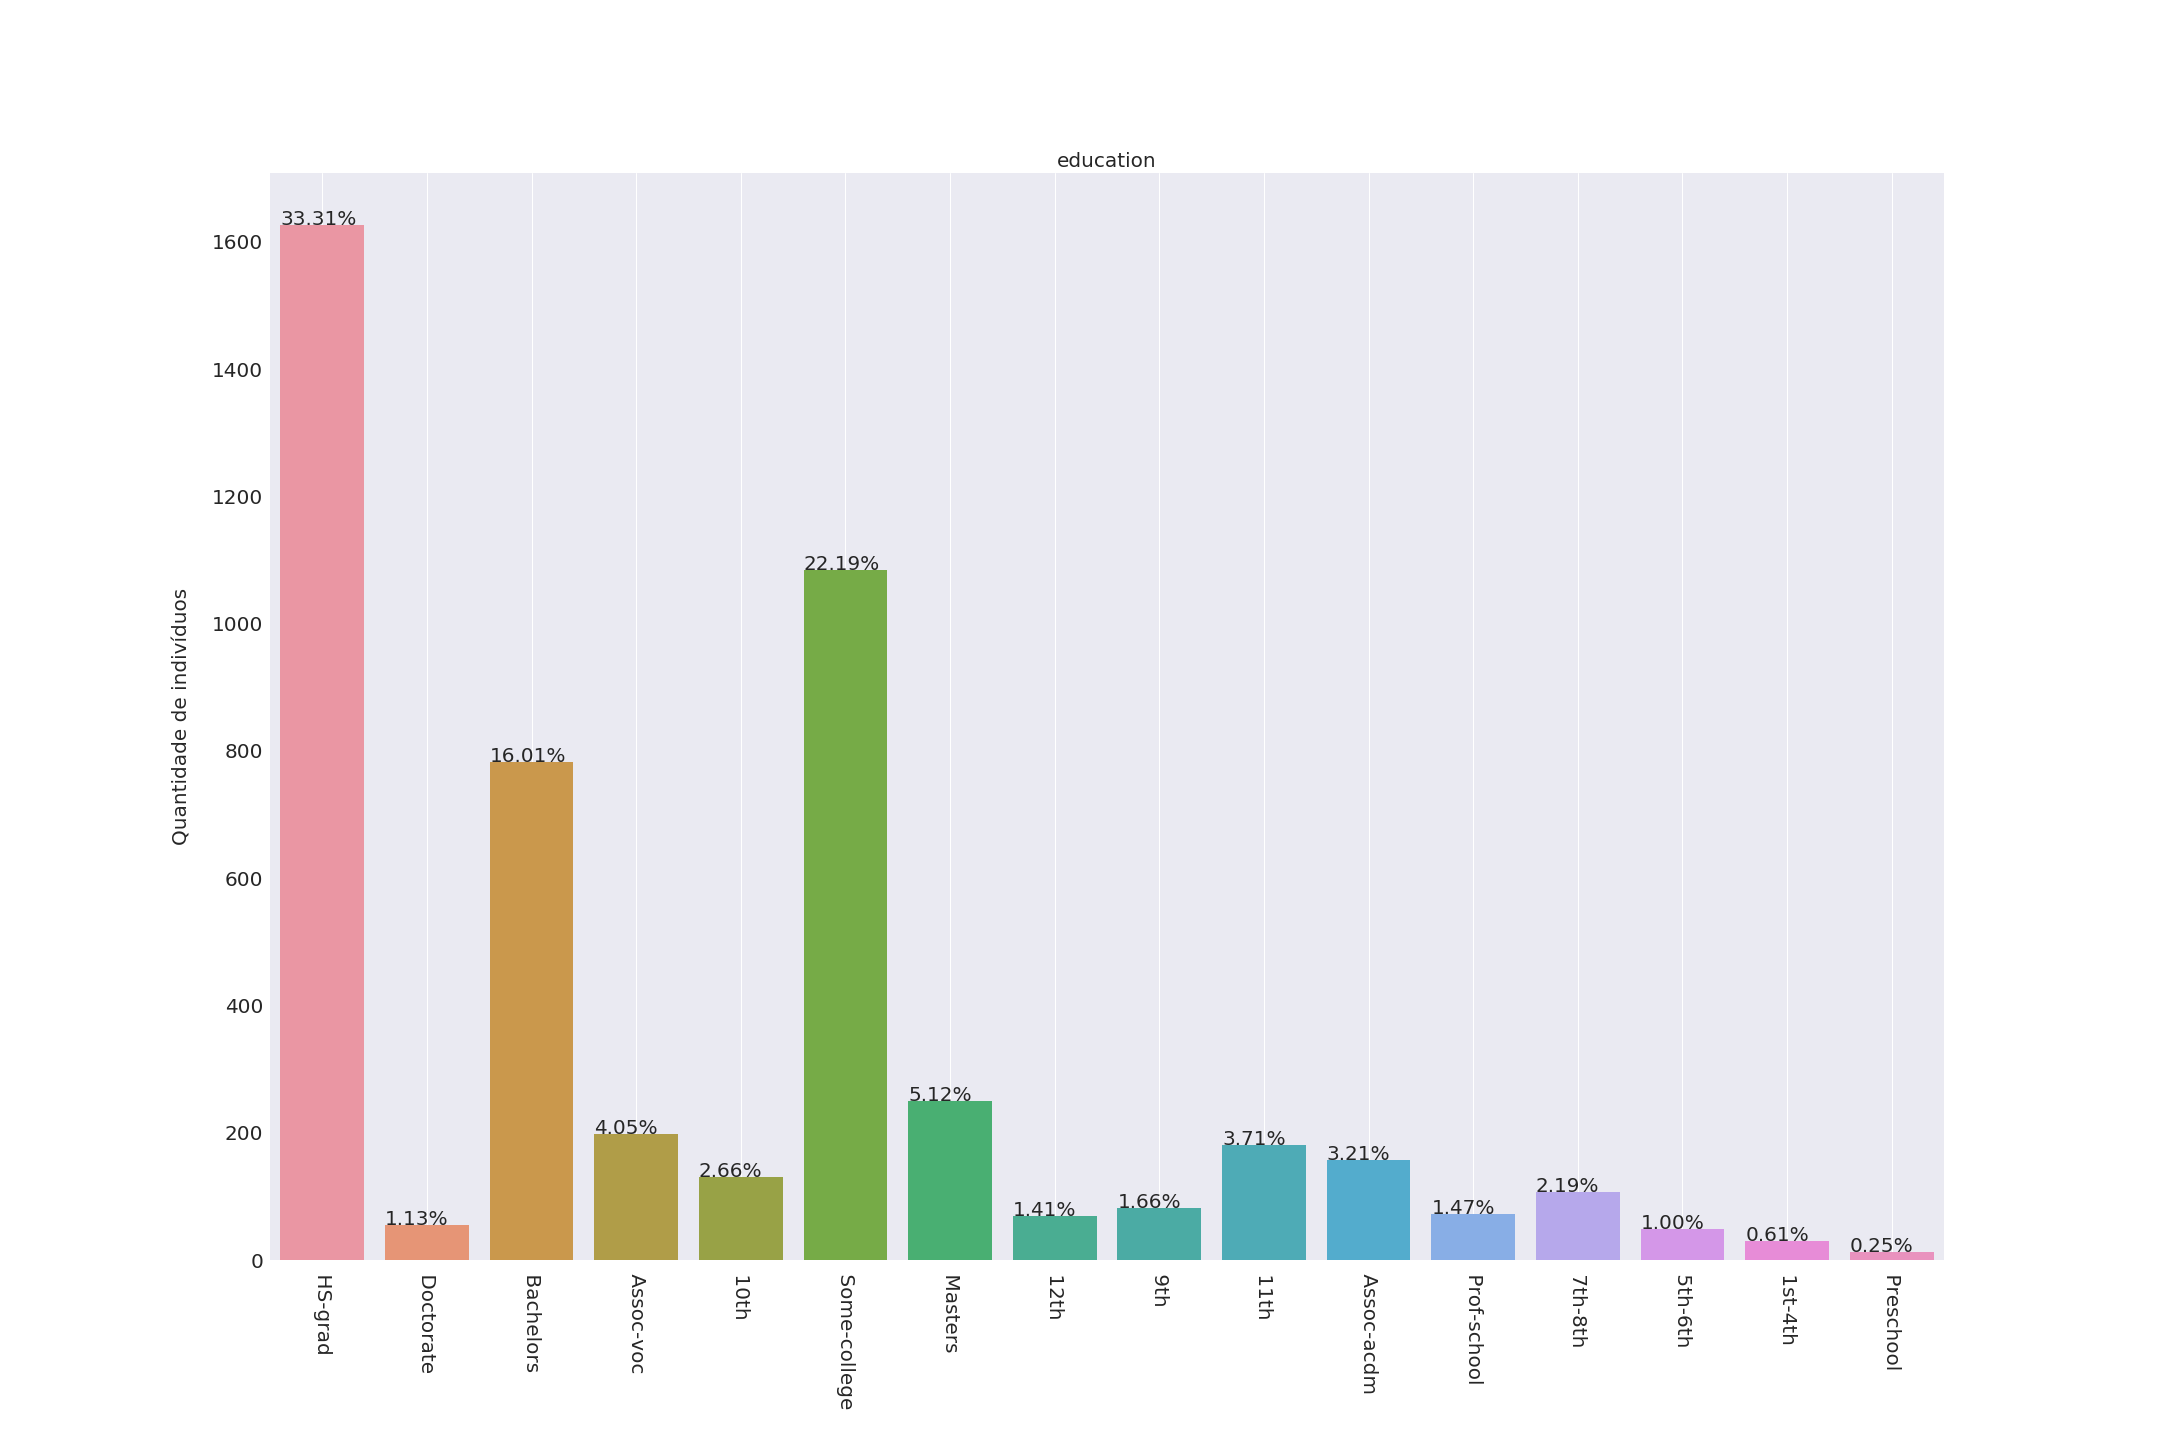 education
33.31%
1600
1400
1200
22.19%
1000
Quantidade de indivíduos
16.01%
800
600
400
5.12%
4.05%
200
3.71%
3.21%
2.66%
2.19%
1.66%
1.47%
1.41%
1.13%
1.00%
0.61%
0.25%
0
HS-grad
Doctorate
Bachelors
Assoc-voc
10th
Some-college
Masters
12th
9th
11th
Assoc-acdm
Prof-school
7th-8th
5th-6th
1st-4th
Preschool